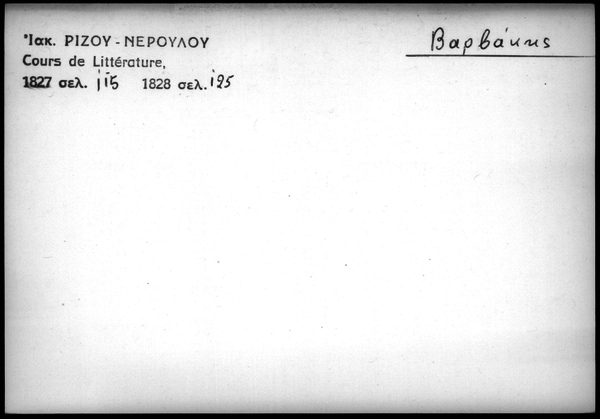 Βαρβάκης
Ἰακ. ΡΙΖΟΥ - ΝΕΡΟΥΛΟΥ
Cours de Littérature,
1827 σελ. 115 1828 σελ. 125